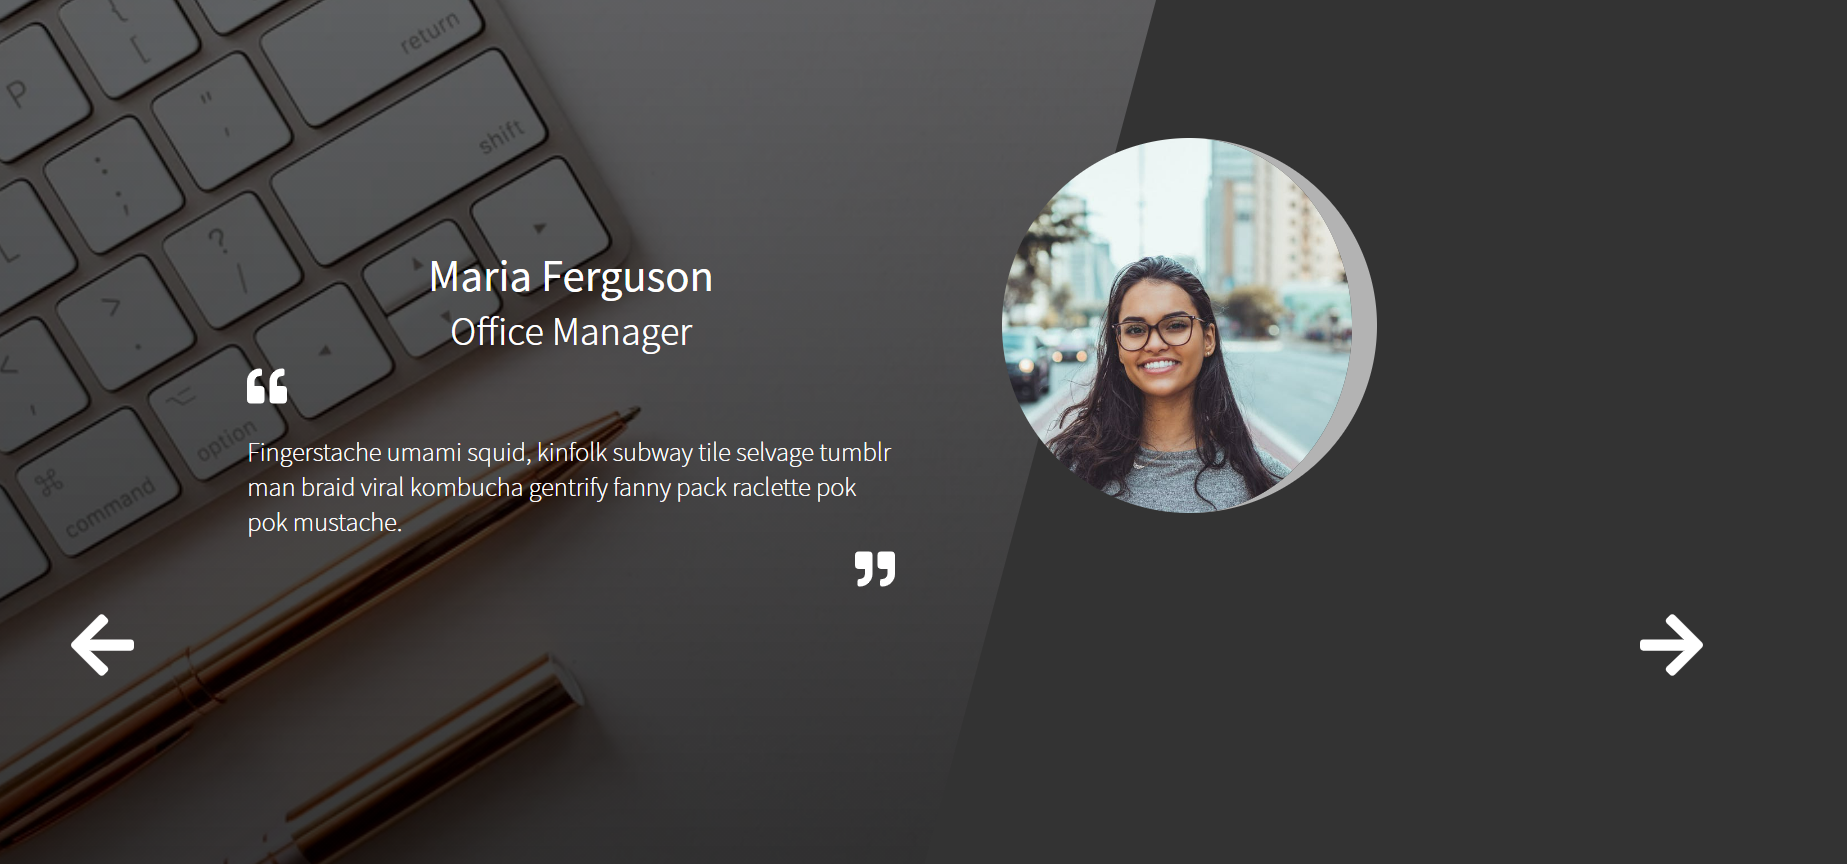 return
P
{
[
"
'
shift
:
;
L
?
/
>
.
<
,
Maria Ferguson
Office Manager
“
option
Fingerstache umami squid, kinfolk subway tile selvage tumblr
man braid viral kombucha gentrify fanny pack raclette pok
pok mustache.
⌥
⌘
command
”